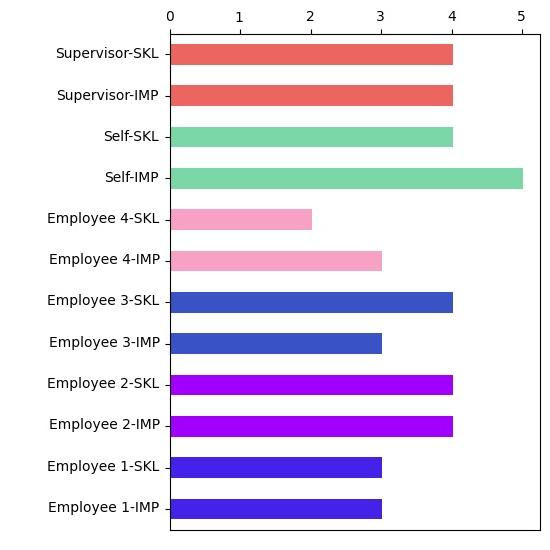 0 1 2 3 4 5
Supervisor-SKL
Supervisor-IMP
Self-SKL
Self-IMP
Employee 4-SKL
Employee 4-IMP
Employee 3-SKL
Employee 3-IMP
Employee 2-SKL
Employee 2-IMP
Employee 1-SKL
Employee 1-IMP